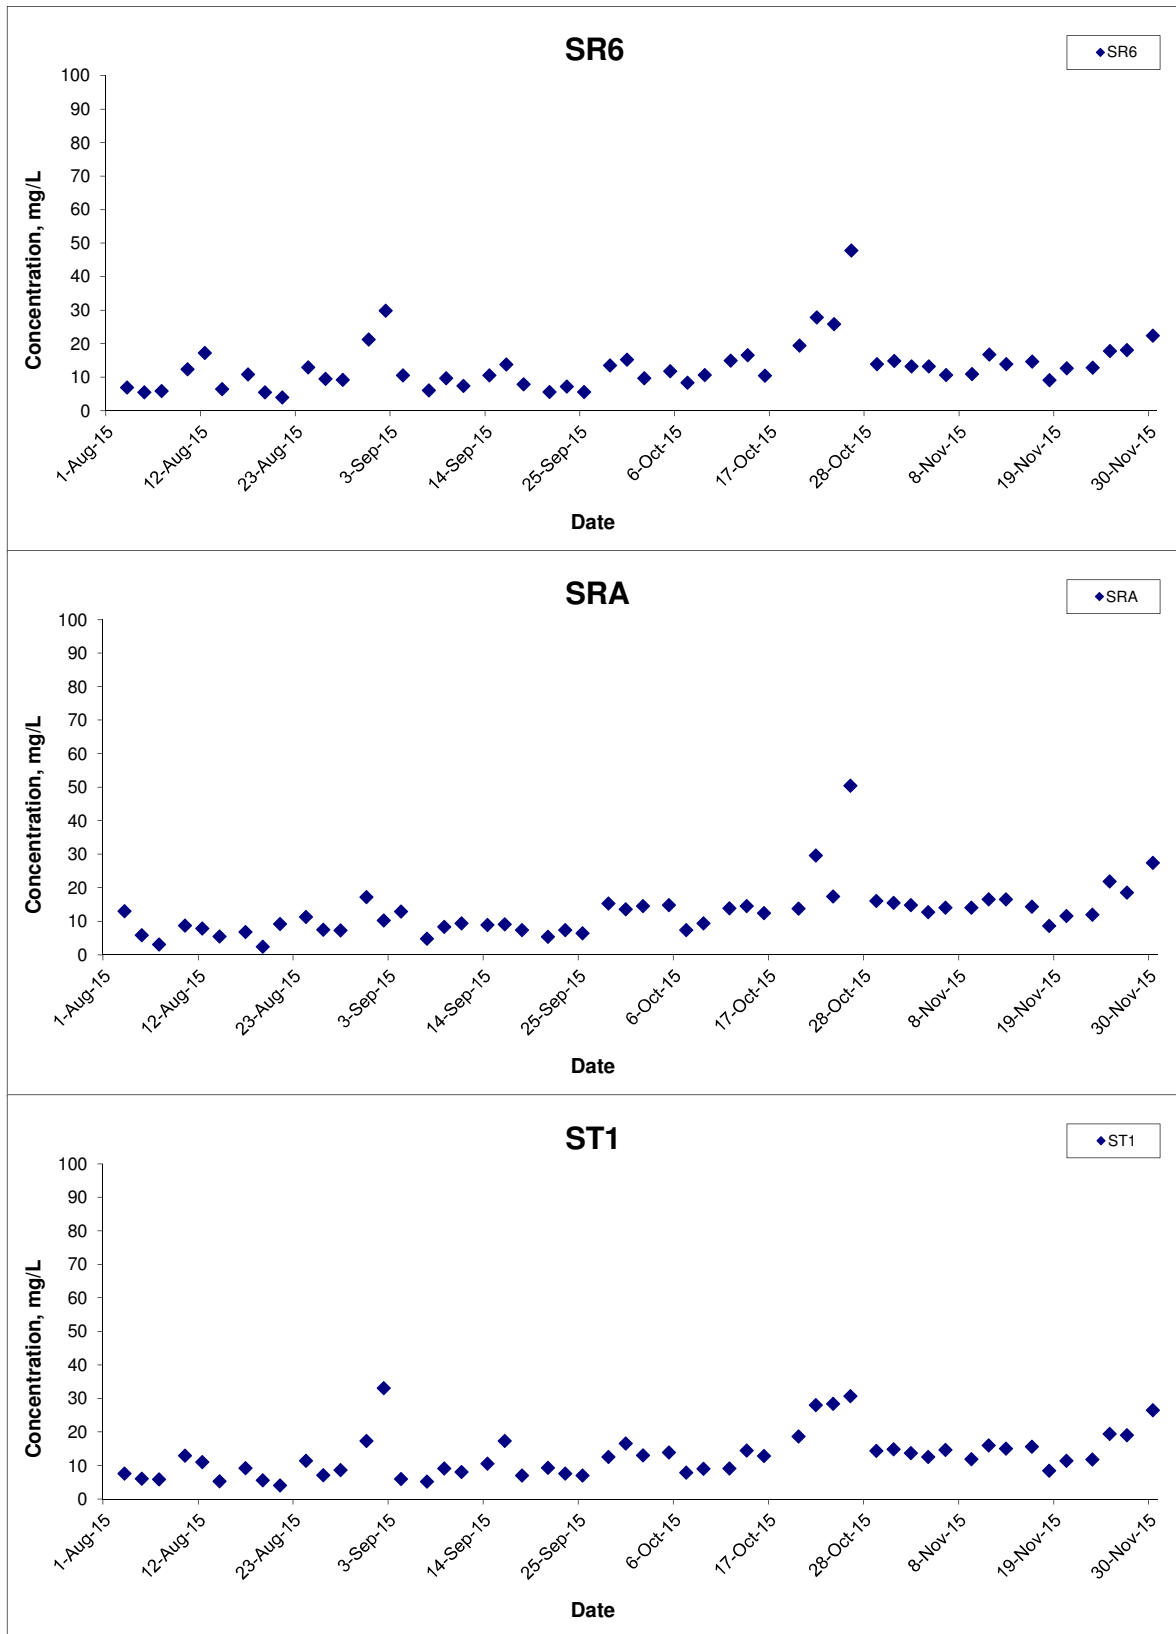 SR6
SR6
Concentration, mg/L
100
90
80
70
60
50
40
30
20
10
0
1-Aug-15 12-Aug-15 23-Aug-15 3-Sep-15 14-Sep-15 25-Sep-15 6-Oct-15 17-Oct-15 28-Oct-15 8-Nov-15 19-Nov-15 30-Nov-15
Date
SRA
SRA
Concentration, mg/L
100
90
80
70
60
50
40
30
20
10
0
1-Aug-15 12-Aug-15 23-Aug-15 3-Sep-15 14-Sep-15 25-Sep-15 6-Oct-15 17-Oct-15 28-Oct-15 8-Nov-15 19-Nov-15 30-Nov-15
Date
ST1
ST1
Concentration, mg/L
100
90
80
70
60
50
40
30
20
10
0
1-Aug-15 12-Aug-15 23-Aug-15 3-Sep-15 14-Sep-15 25-Sep-15 6-Oct-15 17-Oct-15 28-Oct-15 8-Nov-15 19-Nov-15 30-Nov-15
Date